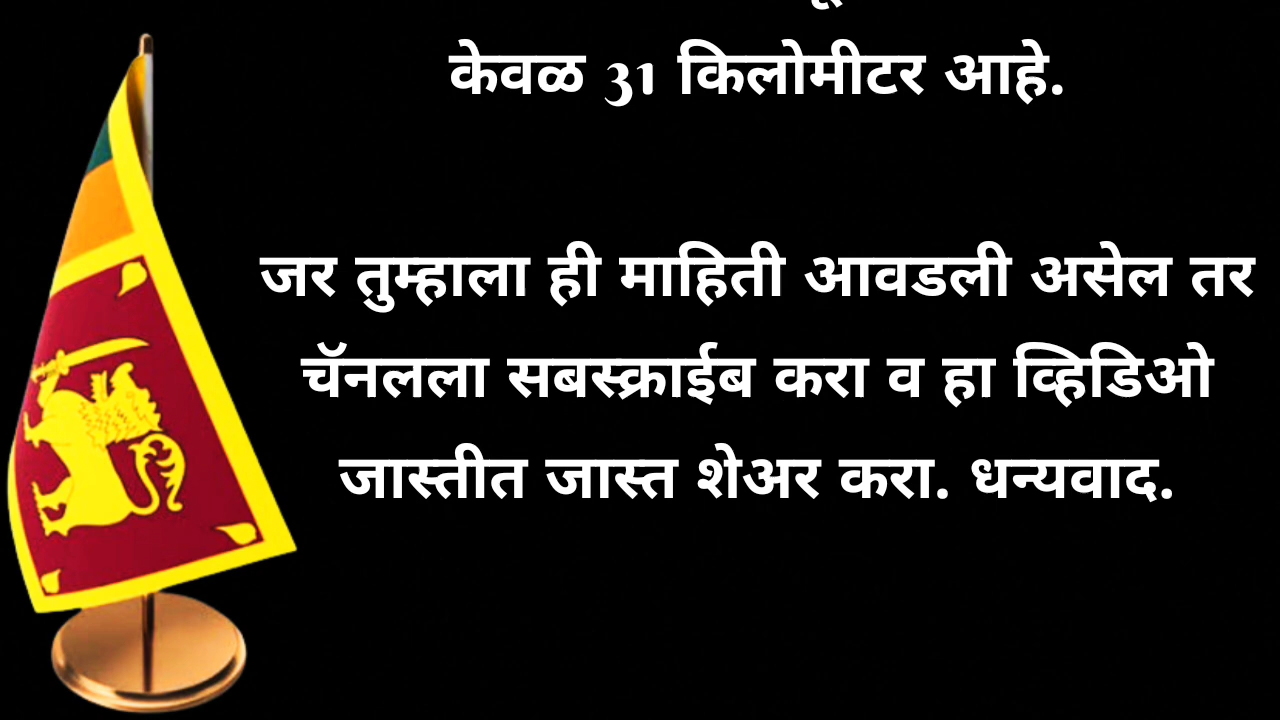 केवळ 31 किलोमीटर आहे.
जर तुम्हाला ही माहिती आवडली असेल तर
चॅनलला सबस्क्राईब करा व हा व्हिडिओ
जास्तीत जास्त शेअर करा. धन्यवाद.